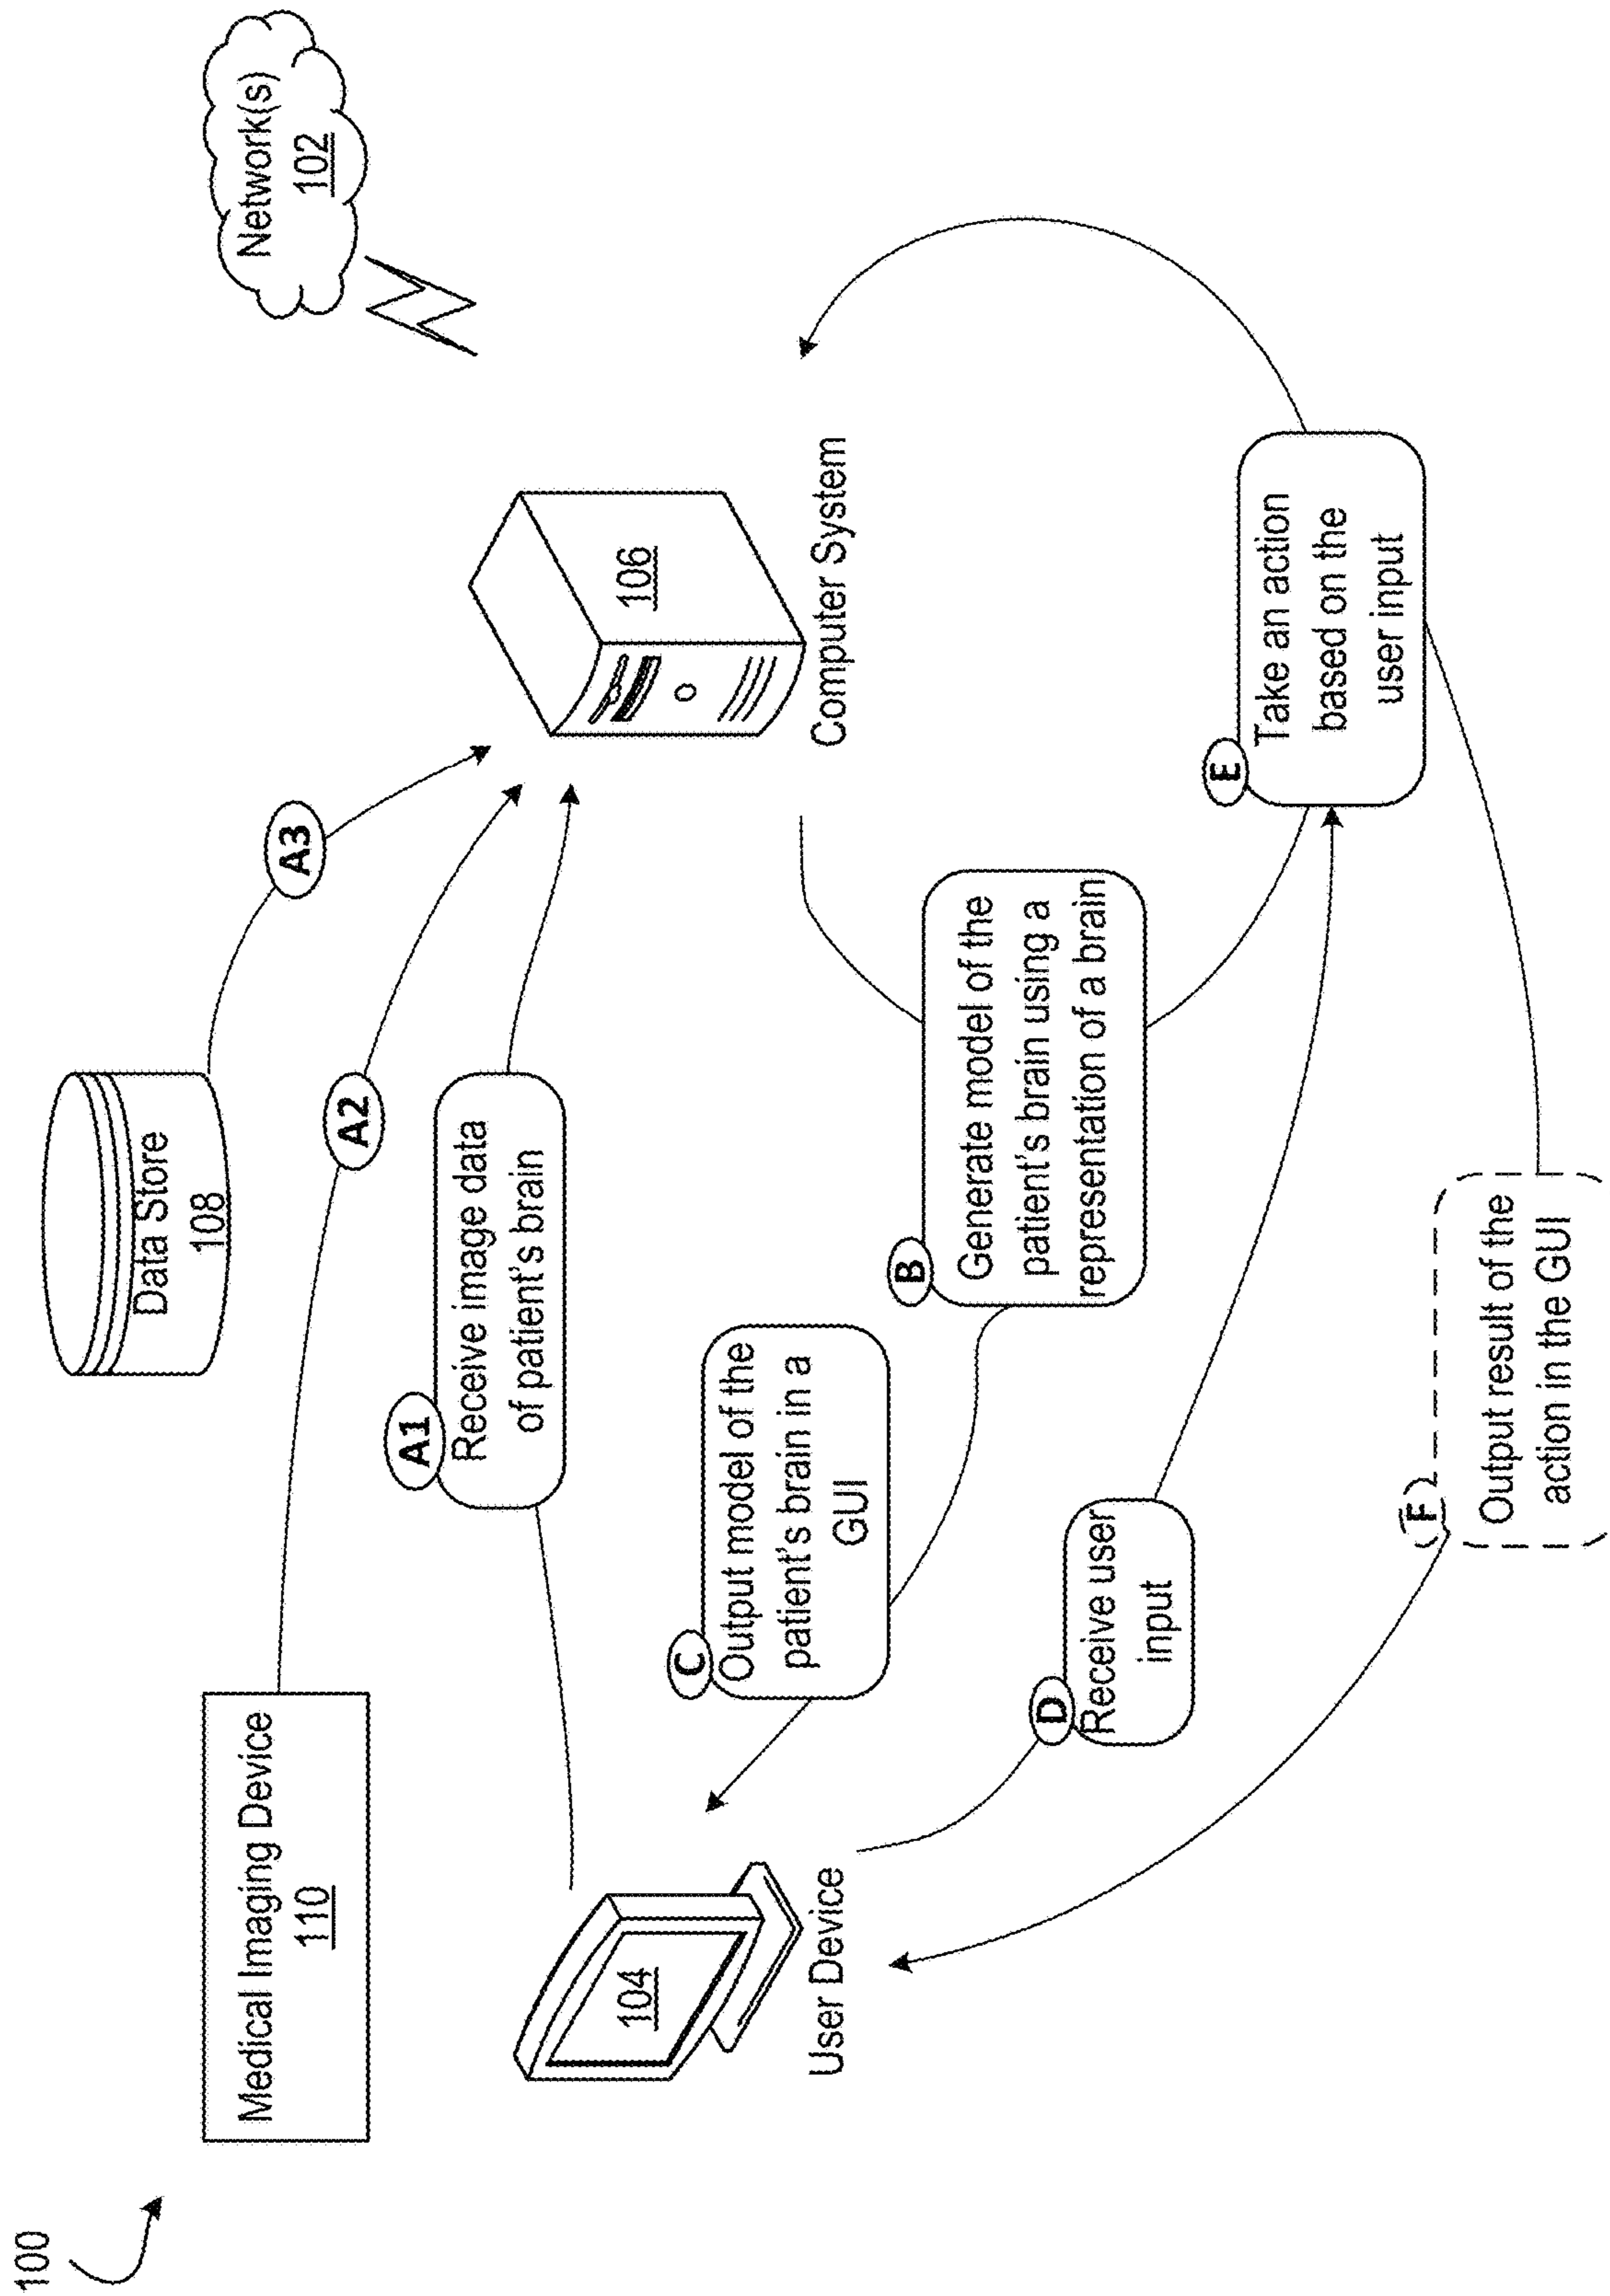 100
Medical Imaging Device
110
Data Store
108
Network(s)
102
A3
A2
A1
Receive image data
of patient's brain
104
User Device
106
Computer System
C
Output model of the
patient's brain in a
GUI
B
Generate model of the
patient's brain using a
representation of a brain
D
Receive user
input
E
Take an action
based on the
user input
F
Output result of the
action in the GUI